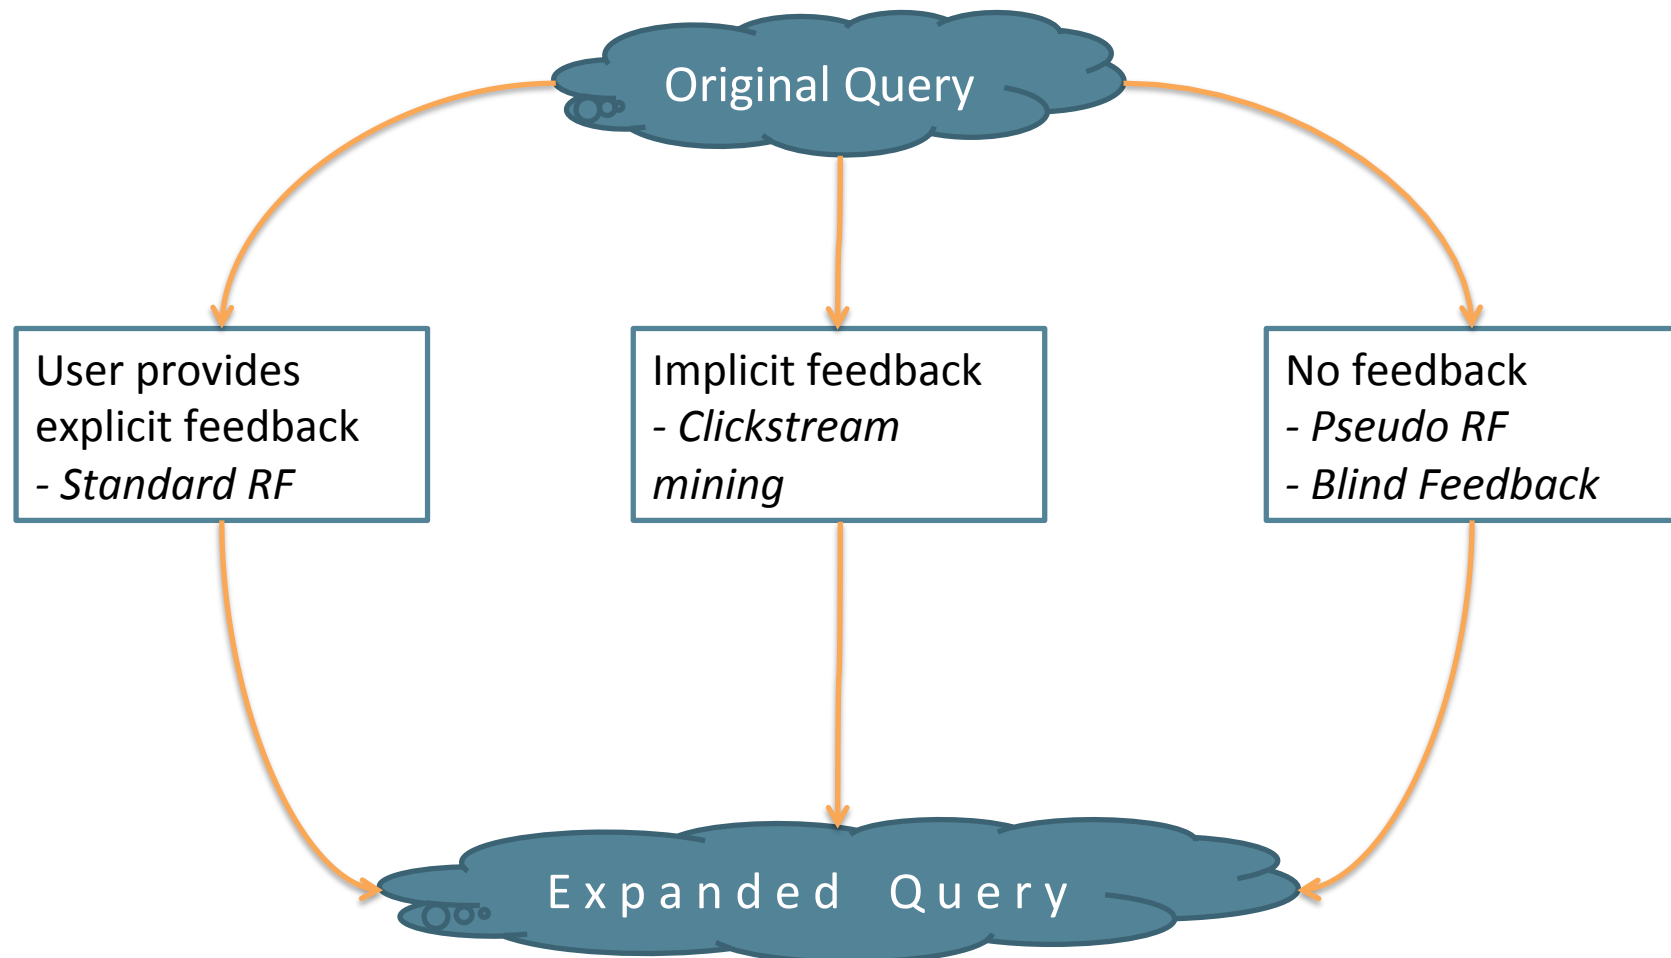 Original Query
User provides
explicit feedback
- Standard RF
Implicit feedback
- Clickstream
mining
No feedback
- Pseudo RF
- Blind Feedback
Expanded Query